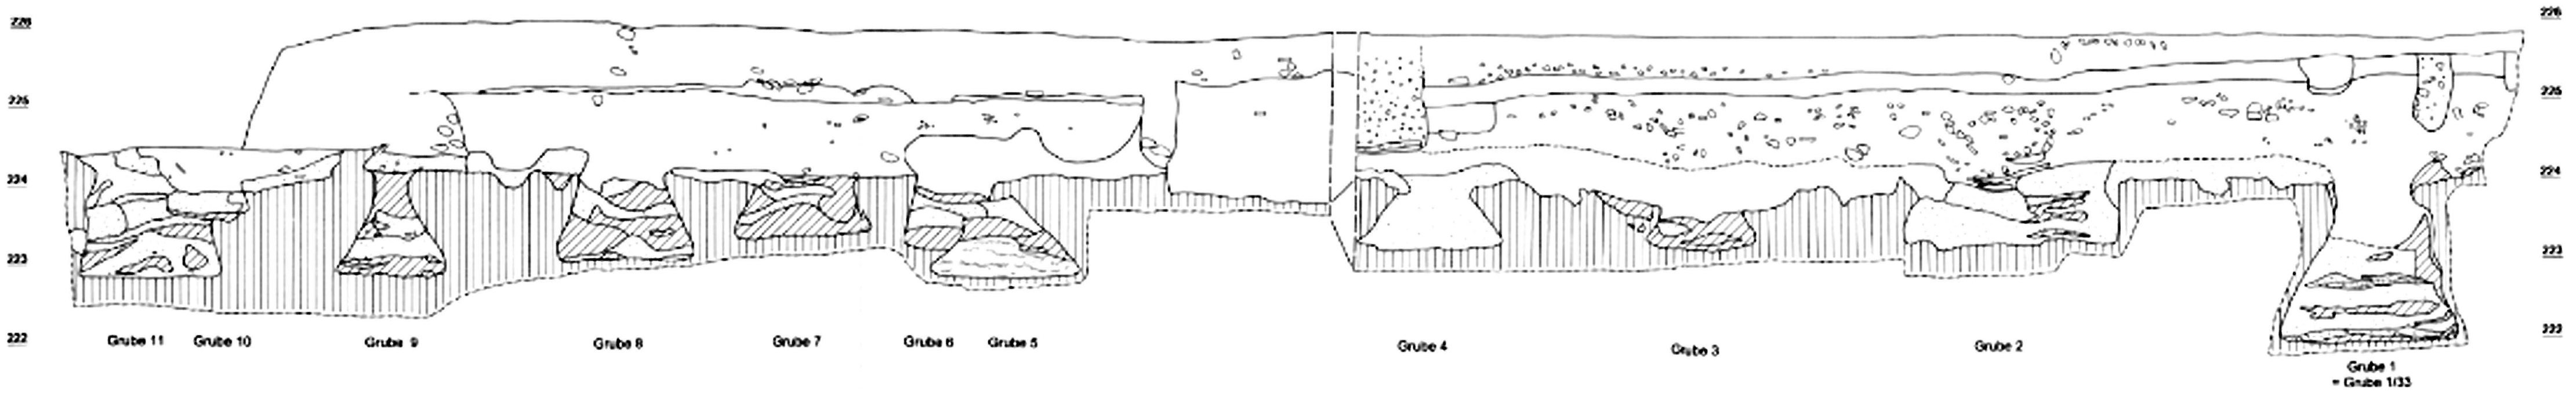 226
226
225
225
224
224
223
223
222
222
Grube 11
Grube 10
Grube 9
Grube 8
Grube 7
Grube 6
Grube 5
Grube 4
Grube 3
Grube 2
Grube 1
= Grube 1/33